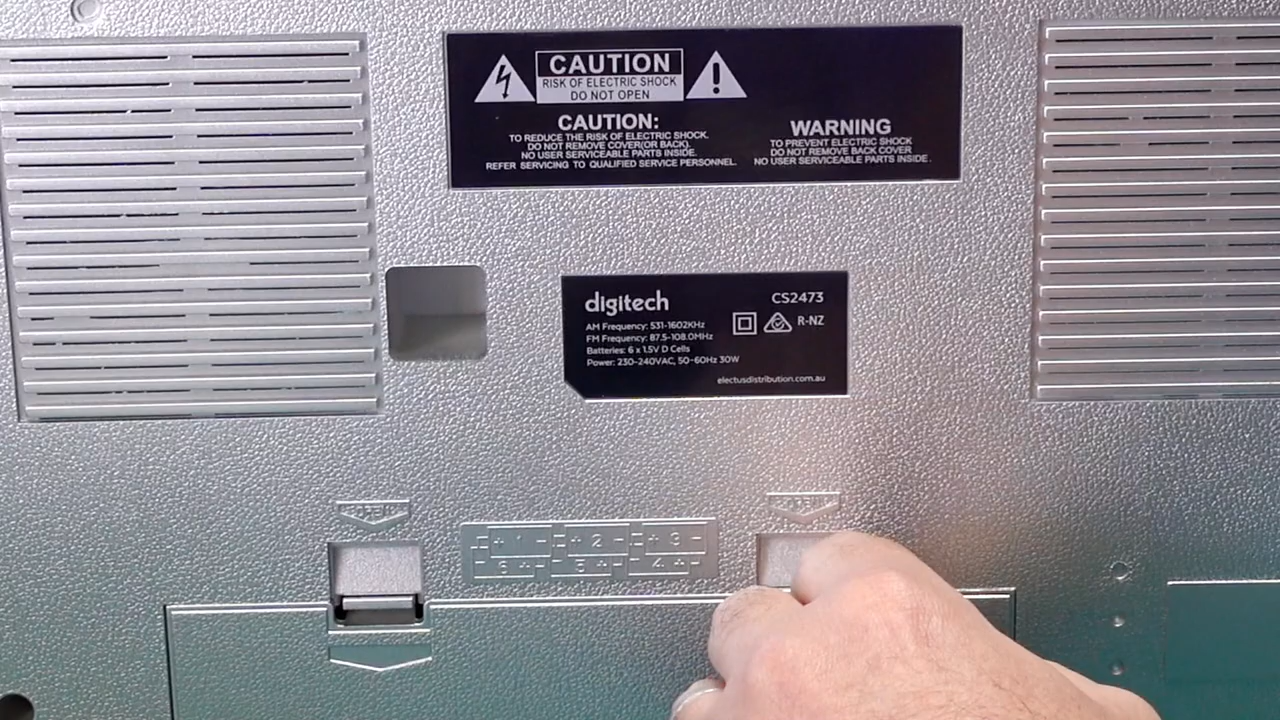 CAUTION
RISK OF ELECTRIC SHOCK
DO NOT OPEN
CAUTION:
TO REDUCE THE RISK OF ELECTRIC SHOCK.
DO NOT REMOVE COVER(OR BACK).
NO USER SERVICEABLE PARTS INSIDE.
REFER SERVICING TO QUALIFIED SERVICE PERSONNEL.
WARNING
TO PREVENT ELECTRIC SHOCK
DO NOT REMOVE BACK COVER
NO USER SERVICEABLE PARTS INSIDE.
digitech
CS2473
AM Frequency: 531-1602KHz
R-NZ
FM Frequency: 87.5-108.0MHz
Batteries: 6 x 1.5V D Cells
Power: 230-240VAC, 50-60Hz 30W
electusdistribution.com.au
+ 1 - + 2 - + 3 -
- 6 + - 5 + - 4 + -